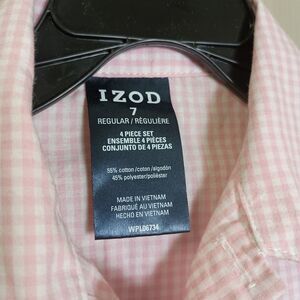 IZOD
7
REGULAR / RÉGULIÈRE
4 PIECE SET
ENSEMBLE 4 PIÈCES
CONJUNTO DE 4 PIEZAS
55% cotton/coton/algodón
45% polyester/poliéster
MADE IN VIETNAM
FABRIQUÉ AU VIETNAM
HECHO EN VIETNAM
WPL06734